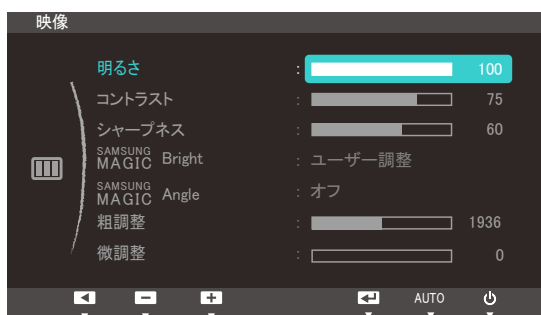 映像
明るさ : 100
コントラスト : 75
シャープネス : 60
SAMSUNG MAGIC Bright : ユーザー調整
SAMSUNG MAGIC Angle : オフ
粗調整 : 1936
微調整 : 0
AUTO